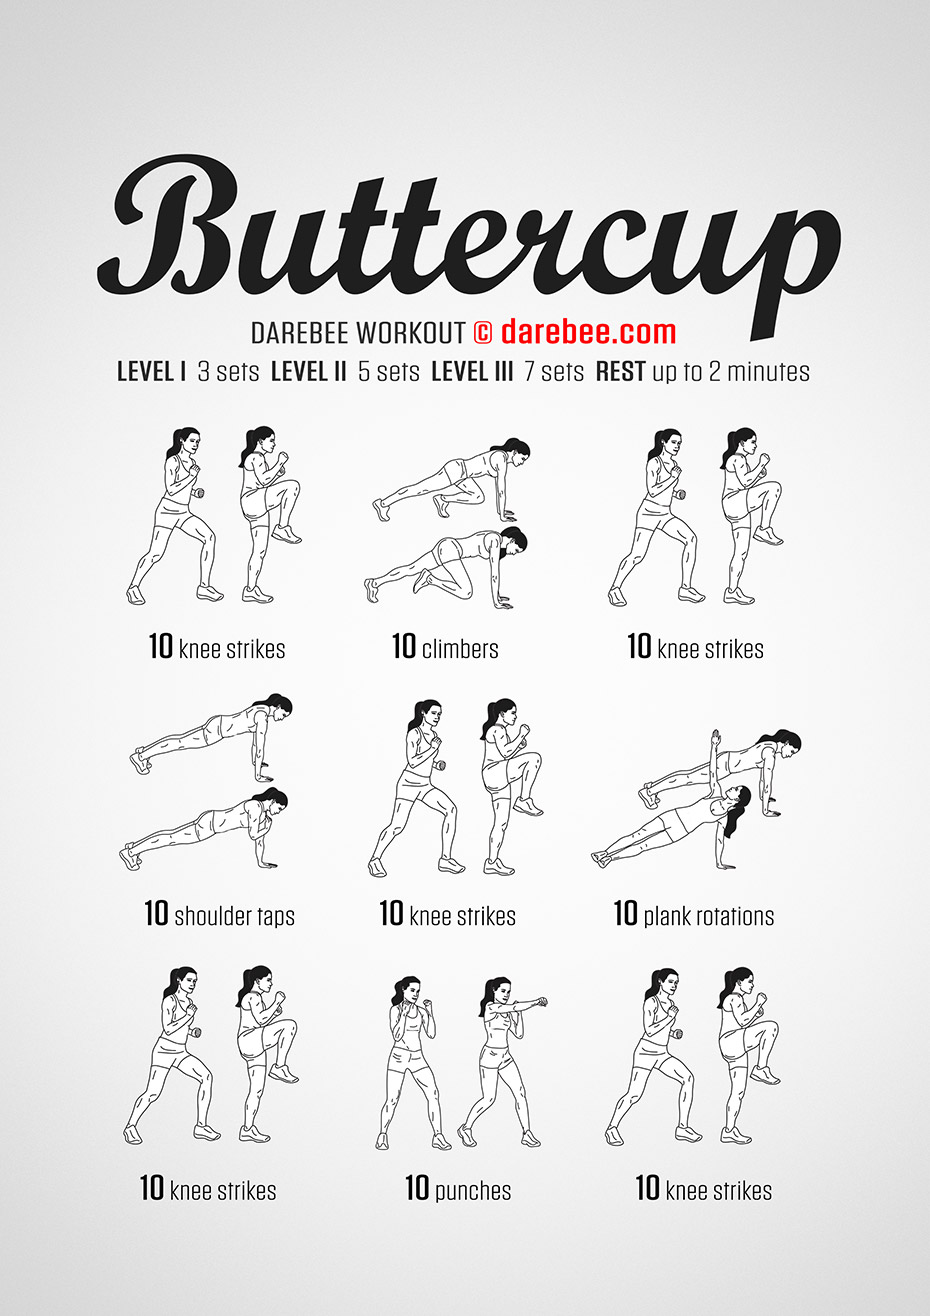 Buttercup
DAREBEE WORKOUT © darebee.com
LEVEL I 3 sets LEVEL II 5 sets LEVEL III 7 sets REST up to 2 minutes
10 knee strikes
10 climbers
10 knee strikes
10 shoulder taps
10 knee strikes
10 plank rotations
10 knee strikes
10 punches
10 knee strikes